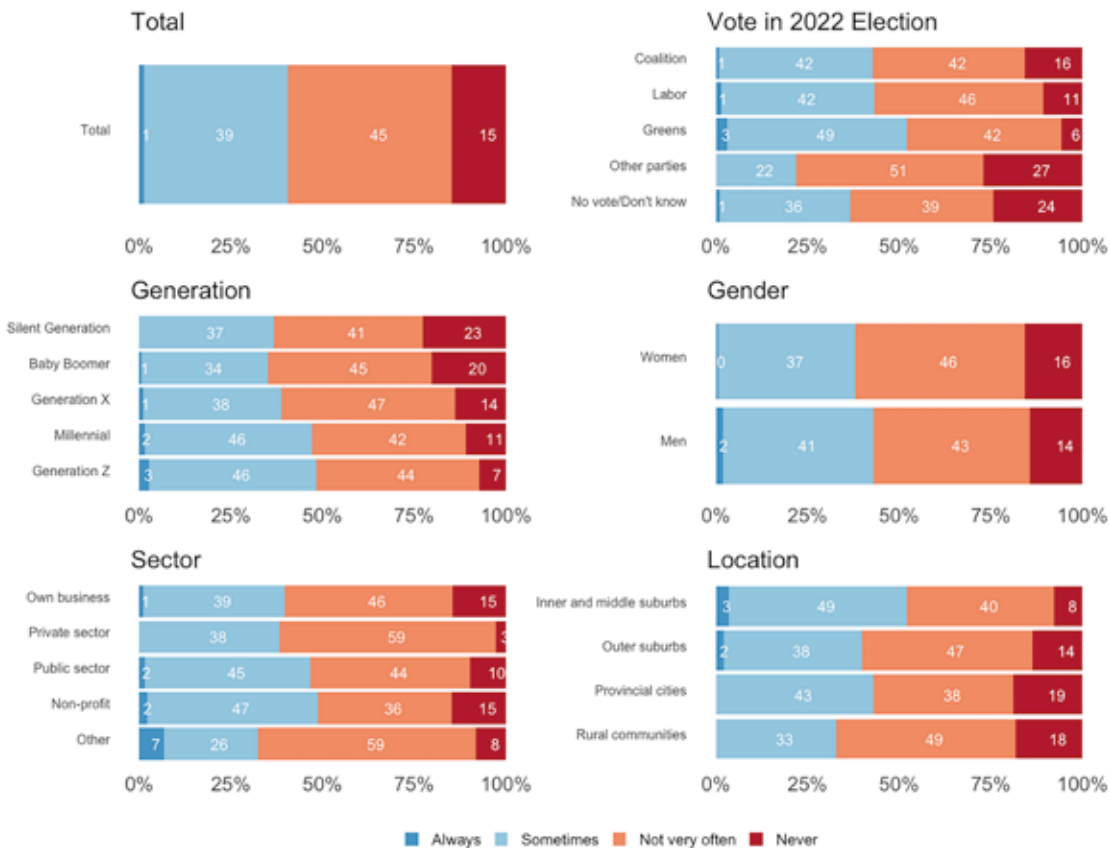 Total
Total
1 39 45 15
0% 25% 50% 75% 100%
Vote in 2022 Election
Coalition 1 42 42 16
Labor 1 42 46 11
Greens 3 49 42 6
Other parties 22 51 27
No vote/Don't know 1 36 39 24
0% 25% 50% 75% 100%
Generation
Silent Generation 37 41 23
Baby Boomer 1 34 45 20
Generation X 1 38 47 14
Millennial 2 46 42 11
Generation Z 3 46 44 7
0% 25% 50% 75% 100%
Gender
Women 0 37 46 16
Men 2 41 43 14
0% 25% 50% 75% 100%
Sector
Own business 1 39 46 15
Private sector 38 59 3
Public sector 2 45 44 10
Non-profit 2 47 36 15
Other 7 26 59 8
0% 25% 50% 75% 100%
Location
Inner and middle suburbs 3 49 40 8
Outer suburbs 2 38 47 14
Provincial cities 43 38 19
Rural communities 33 49 18
0% 25% 50% 75% 100%
Always Sometimes Not very often Never